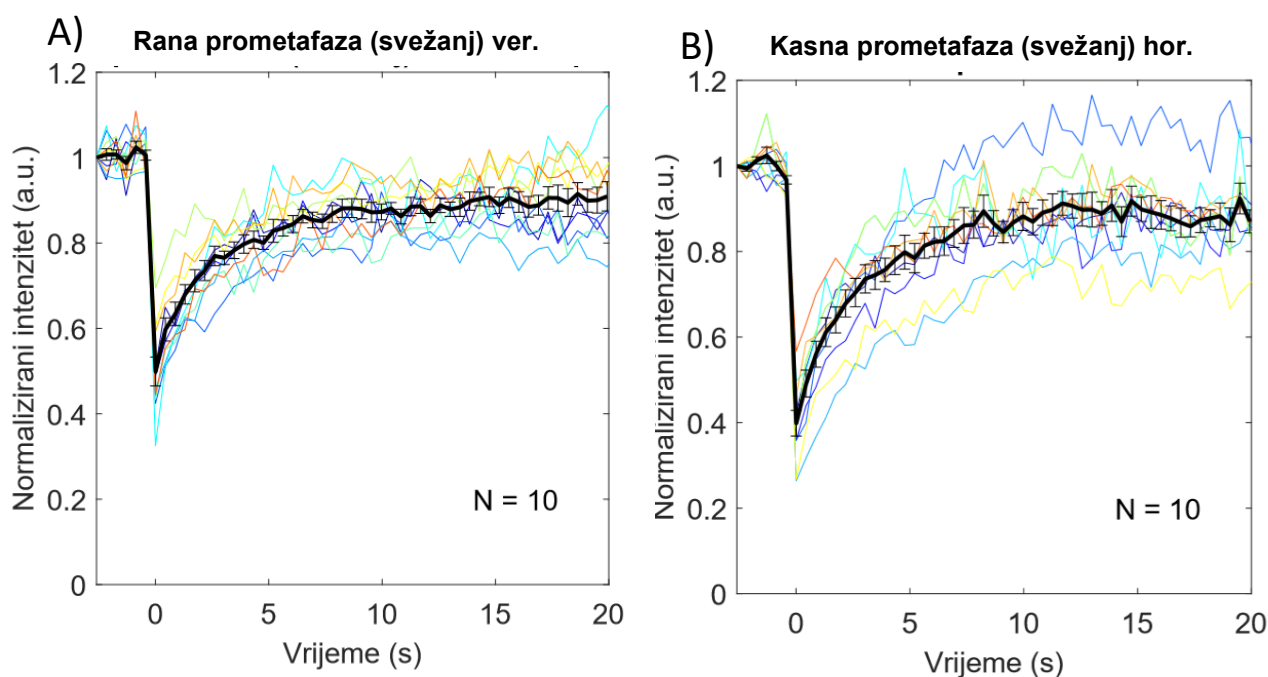 A)
Rana prometafaza (svežanj) ver.
Normalizirani intenzitet (a.u.)
1.2
1
0.8
0.6
0.4
0.2
0
N = 10
0 5 10 15 20
Vrijeme (s)
B)
Kasna prometafaza (svežanj) hor.
Normalizirani intenzitet (a.u.)
1.2
1
0.8
0.6
0.4
0.2
0
N = 10
0 5 10 15 20
Vrijeme (s)